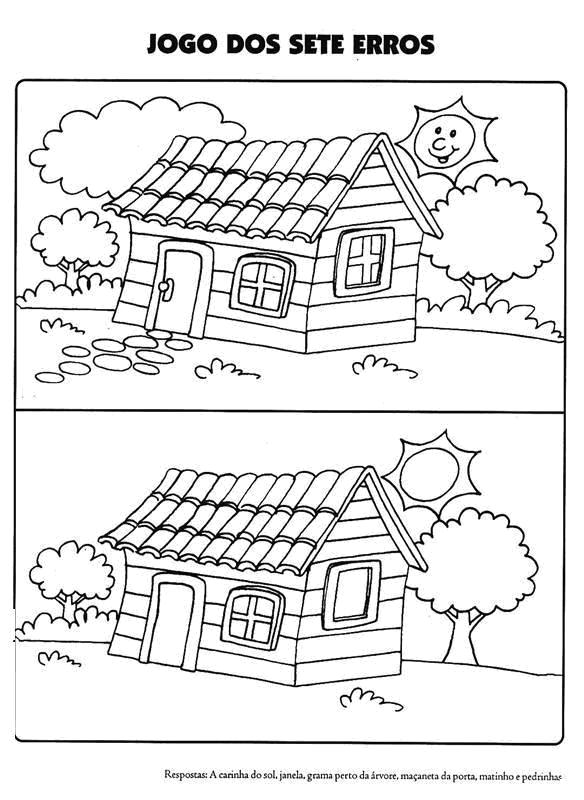 JOGO DOS SETE ERROS
Respostas: A carinha do sol, janela, grama perto da árvore, maçaneta da porta, matinho e pedrinhas